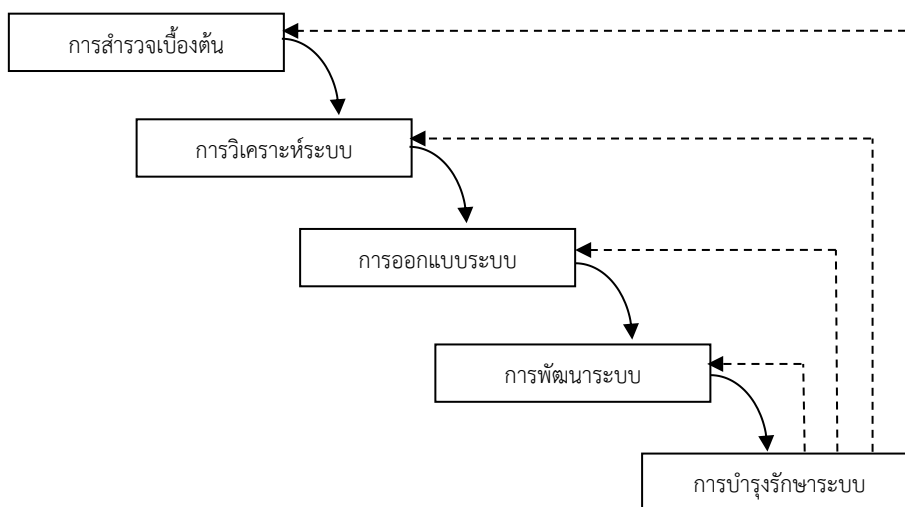 การสำรวจเบื้องต้น
การวิเคราะห์ระบบ
การออกแบบระบบ
การพัฒนาระบบ
การบำรุงรักษาระบบ